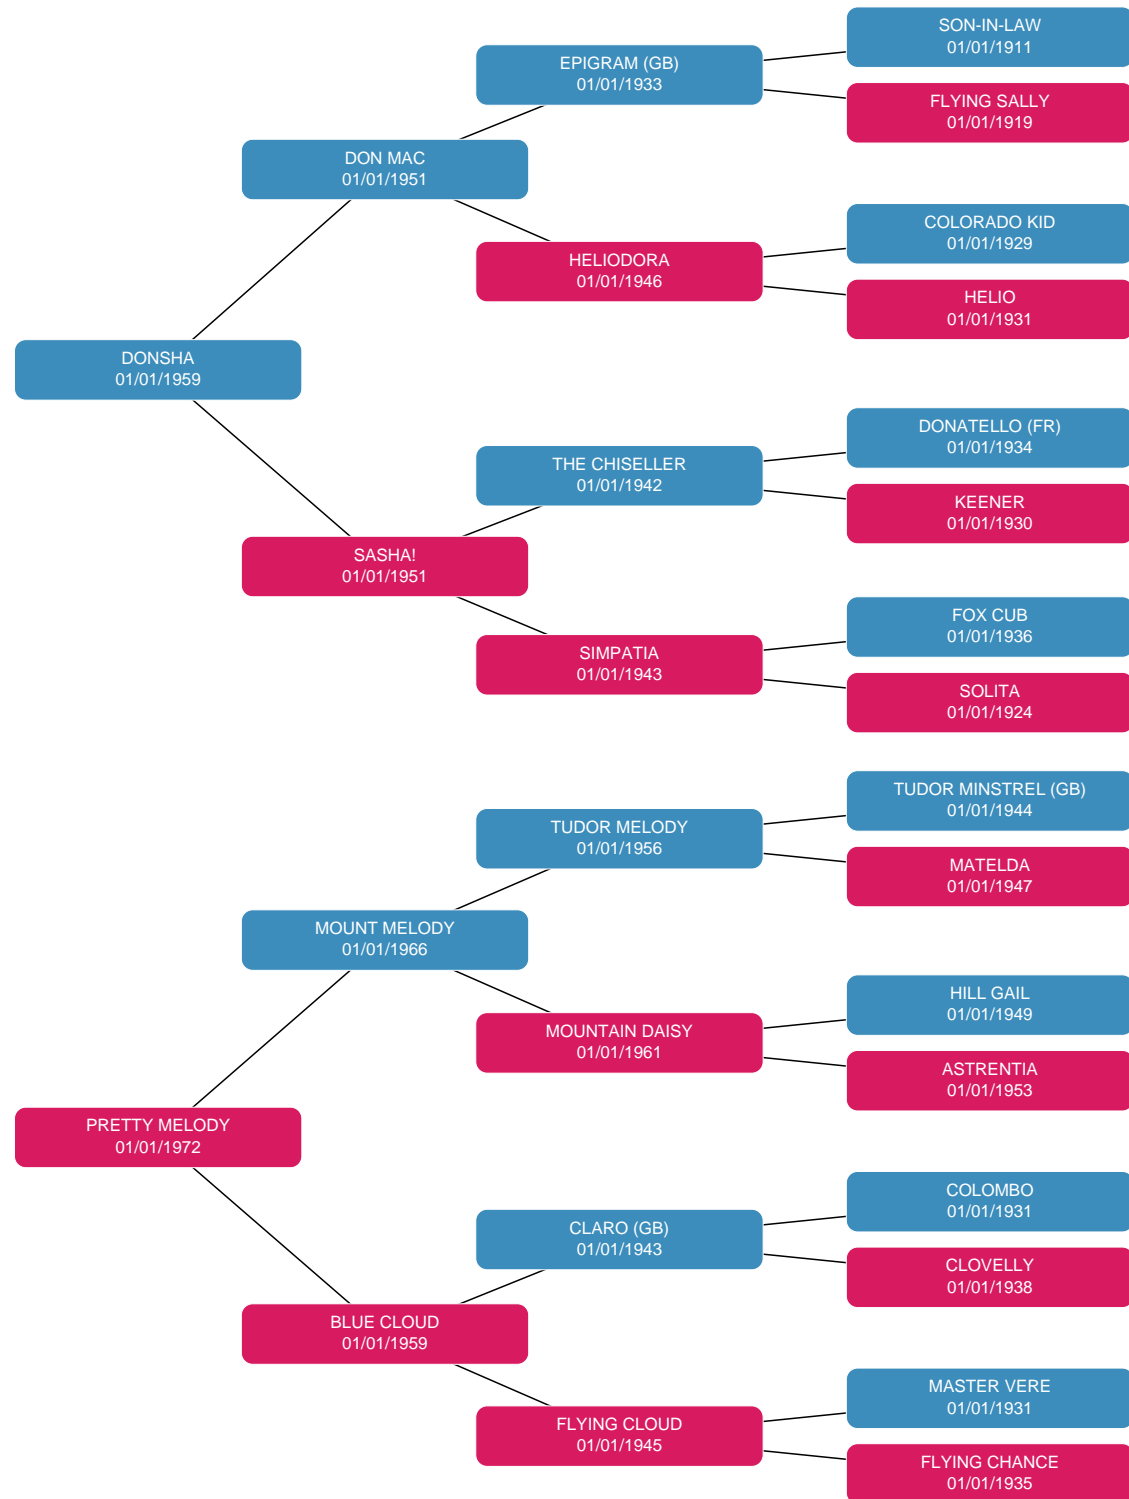 SON-IN-LAW
01/01/1911
EPIGRAM (GB)
01/01/1933
FLYING SALLY
01/01/1919
DON MAC
01/01/1951
COLORADO KID
01/01/1929
HELIODORA
01/01/1946
HELIO
01/01/1931
DONSHA
01/01/1959
DONATELLO (FR)
01/01/1934
THE CHISELLER
01/01/1942
KEENER
01/01/1930
SASHA!
01/01/1951
FOX CUB
01/01/1936
SIMPATIA
01/01/1943
SOLITA
01/01/1924
TUDOR MINSTREL (GB)
01/01/1944
TUDOR MELODY
01/01/1956
MATELDA
01/01/1947
MOUNT MELODY
01/01/1966
HILL GAIL
01/01/1949
MOUNTAIN DAISY
01/01/1961
ASTRENTIA
01/01/1953
PRETTY MELODY
01/01/1972
COLOMBO
01/01/1931
CLARO (GB)
01/01/1943
CLOVELLY
01/01/1938
BLUE CLOUD
01/01/1959
MASTER VERE
01/01/1931
FLYING CLOUD
01/01/1945
FLYING CHANCE
01/01/1935